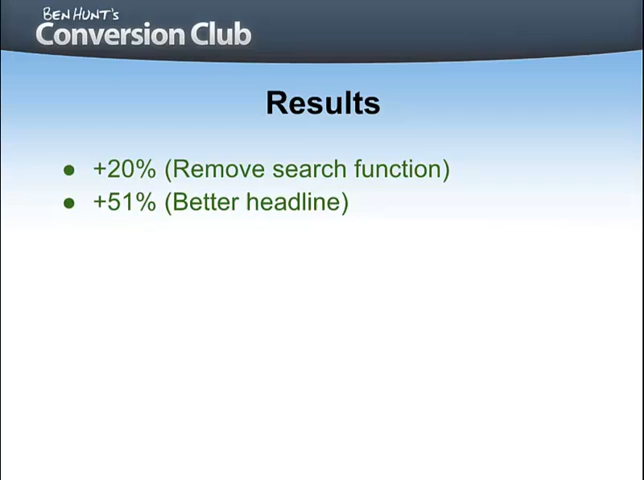 BEN HUNT'S
Conversion Club
Results
● +20% (Remove search function)
● +51% (Better headline)